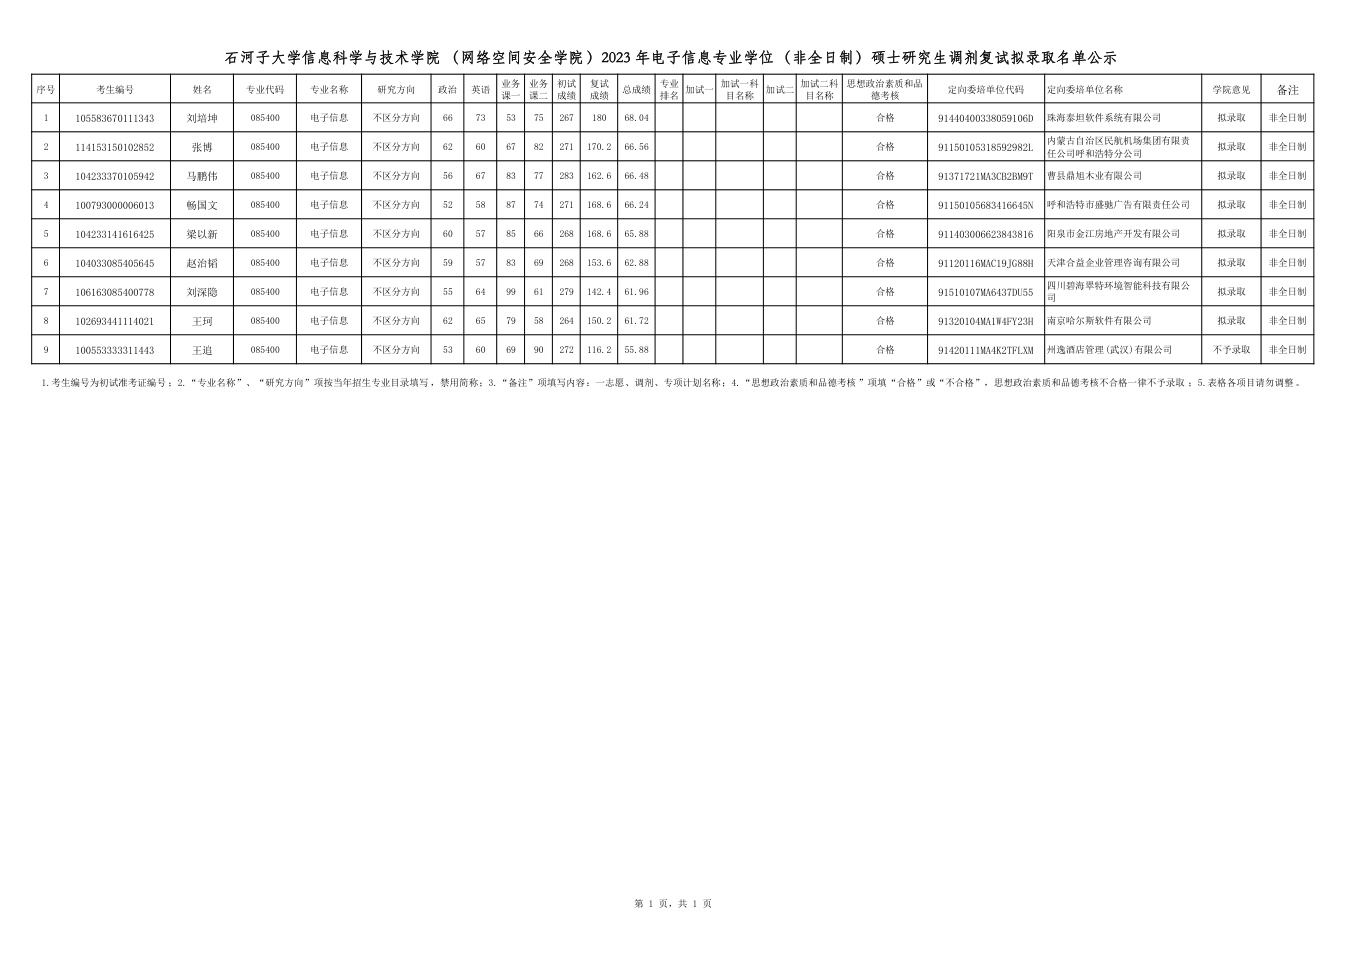 石河子大学信息科学与技术学院（网络空间安全学院）2023 年电子信息专业学位（非全日制）硕士研究生调剂复试拟录取名单公示
序号 考生编号 姓名 专业代码 专业名称 研究方向 政治 英语 业务课一 业务课二 初试成绩 复试成绩 总成绩 专业排名 加试一 加试一科目名称 加试二 加试二科目名称 思想政治素质和品德考核 定向委培单位代码 定向委培单位名称 学院意见 备注
1 105583670111343 刘培坤 085400 电子信息 不区分方向 66 73 53 75 267 180 68.04 合格 91440400338059106D 珠海泰坦软件系统有限公司 拟录取 非全日制
2 114153150102852 张博 085400 电子信息 不区分方向 62 60 67 82 271 170.2 66.56 合格 91150105318592982L 内蒙古自治区民航机场集团有限责任公司呼和浩特分公司 拟录取 非全日制
3 104233370105942 马鹏伟 085400 电子信息 不区分方向 56 67 83 77 283 162.6 66.48 合格 91371721MA3CB2BM9T 曹县鼎旭木业有限公司 拟录取 非全日制
4 100793000006013 畅国文 085400 电子信息 不区分方向 52 58 87 74 271 168.6 66.24 合格 91150105683416645N 呼和浩特市盛驰广告有限责任公司 拟录取 非全日制
5 104233141616425 梁以新 085400 电子信息 不区分方向 60 57 85 66 268 168.6 65.88 合格 911403006623843816 阳泉市金江房地产开发有限公司 拟录取 非全日制
6 104033085405645 赵治韬 085400 电子信息 不区分方向 59 57 83 69 268 153.6 62.88 合格 91120116MAC19JG88H 天津合益企业管理咨询有限公司 拟录取 非全日制
7 106163085400778 刘深隐 085400 电子信息 不区分方向 55 64 99 61 279 142.4 61.96 合格 91510107MA6437DU55 四川碧海翠特环境智能科技有限公司 拟录取 非全日制
8 102693441114021 王珂 085400 电子信息 不区分方向 62 65 79 58 264 150.2 61.72 合格 91320104MA1W4FY23H 南京哈尔斯软件有限公司 拟录取 非全日制
9 100553333311443 王追 085400 电子信息 不区分方向 53 60 69 90 272 116.2 55.88 合格 91420111MA4K2TFLXM 州逸酒店管理(武汉)有限公司 不予录取 非全日制
1.考生编号为初试准考证编号；2.“专业名称”、“研究方向”项按当年招生专业目录填写，禁用简称；3.“备注”项填写内容：一志愿、调剂、专项计划名称；4.“思想政治素质和品德考核”项填“合格”或“不合格”，思想政治素质和品德考核不合格一律不予录取；5.表格各项目请勿调整。
第 1 页，共 1 页